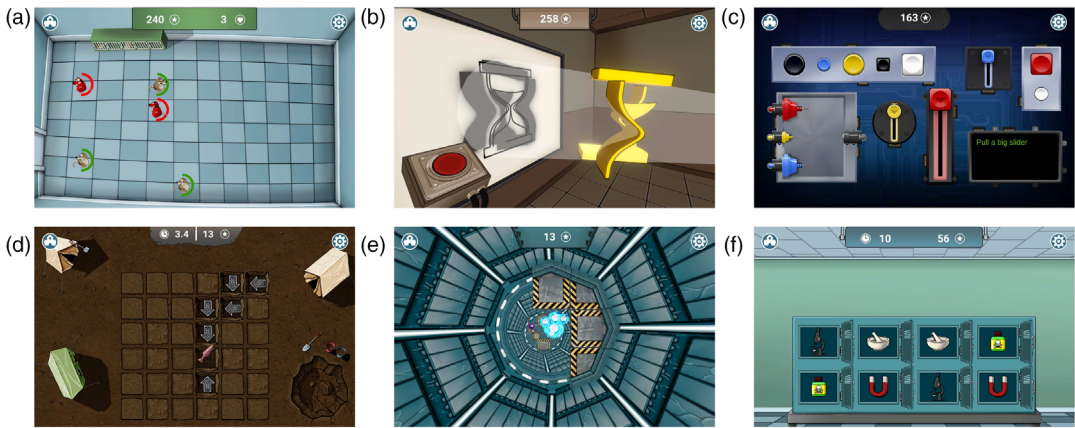 (a)
240 3
(b)
258
(c)
163
Pull a big slider
(d)
3.4 | 13
(e)
13
(f)
10 56